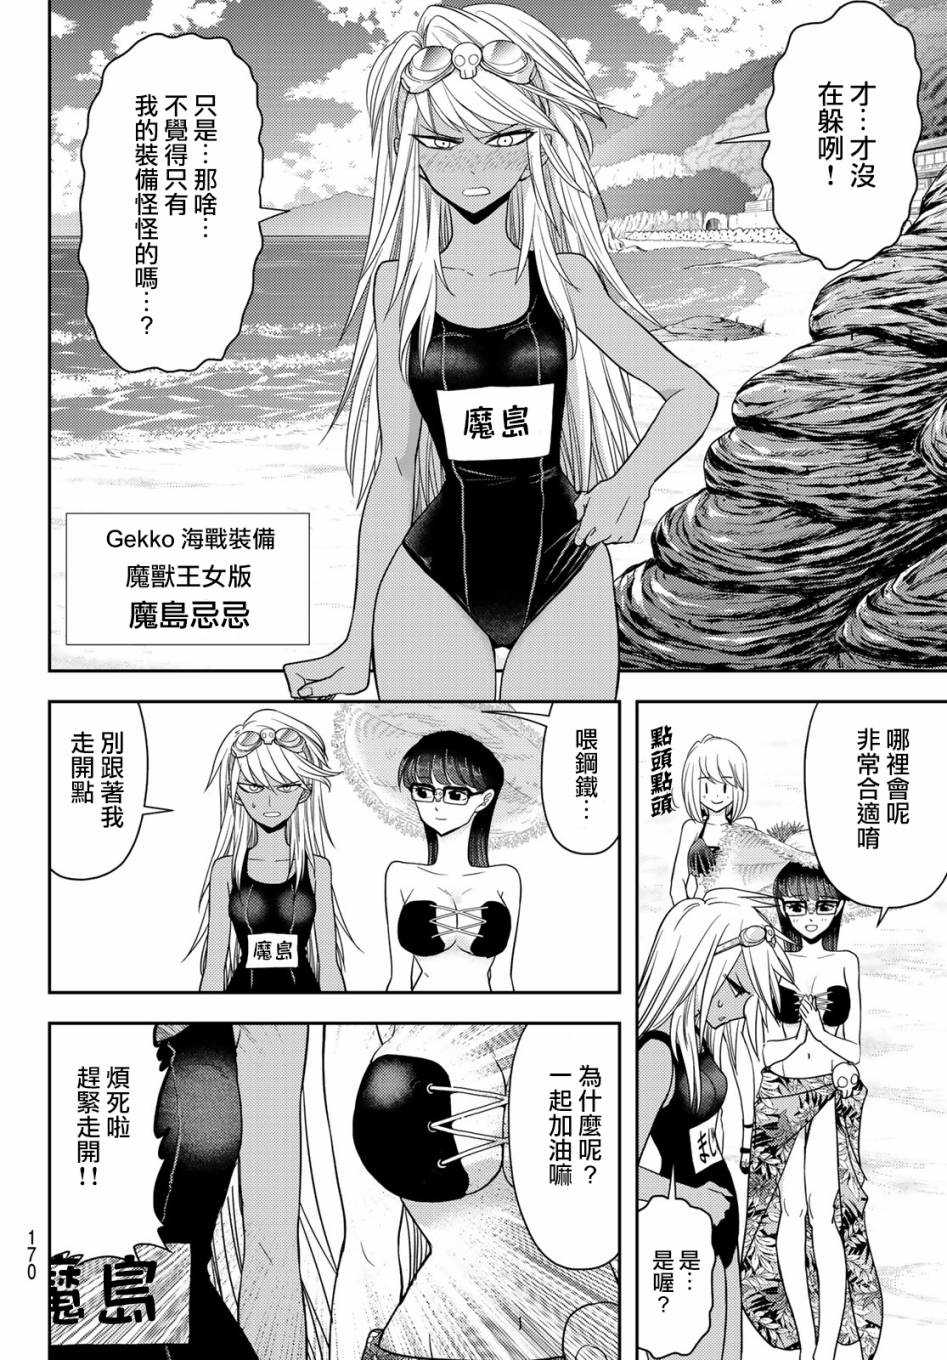 才…才沒
在躲咧！
只是…那啥…
不覺得只有
我的裝備怪怪的嗎…？
魔島
Gekko 海戰裝備
魔獸王女版
魔島忌忌
哪裡會呢
非常合適唷
點頭點頭
まじ
是…
是喔？
喂鋼鐵…
別跟著我
走開點
魔島
為什麼呢？
一起加油嘛
煩死啦
趕緊走開！！
魔島
170